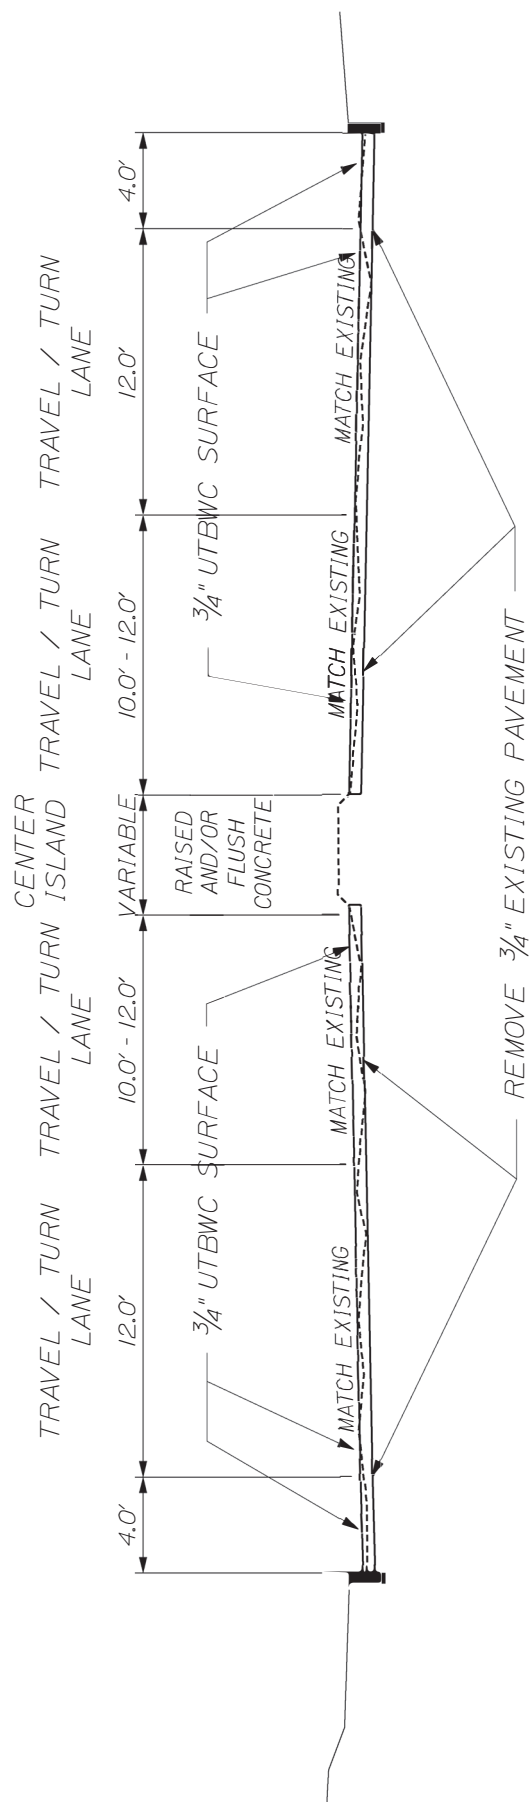 CENTER
TRAVEL / TURN TRAVEL / TURN ISLAND TRAVEL / TURN TRAVEL / TURN
LANE LANE LANE LANE
4.0' 12.0' 10.0' - 12.0' VARIABLE 10.0' - 12.0' 12.0' 4.0'
RAISED
AND/OR
FLUSH
CONCRETE
3/4" UTBWC SURFACE 3/4" UTBWC SURFACE
MATCH EXISTING MATCH EXISTING MATCH EXISTING MATCH EXISTING
REMOVE 3/4" EXISTING PAVEMENT